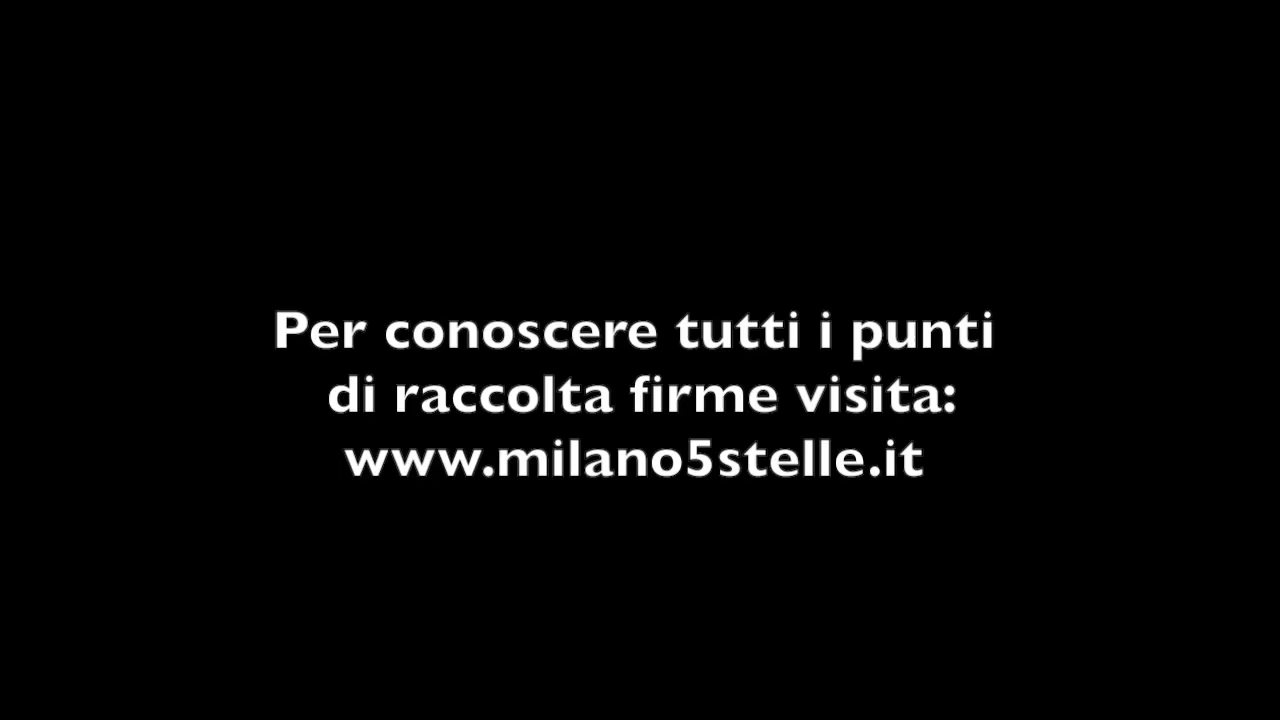 Per conoscere tutti i punti
di raccolta firme visita:
www.milano5stelle.it